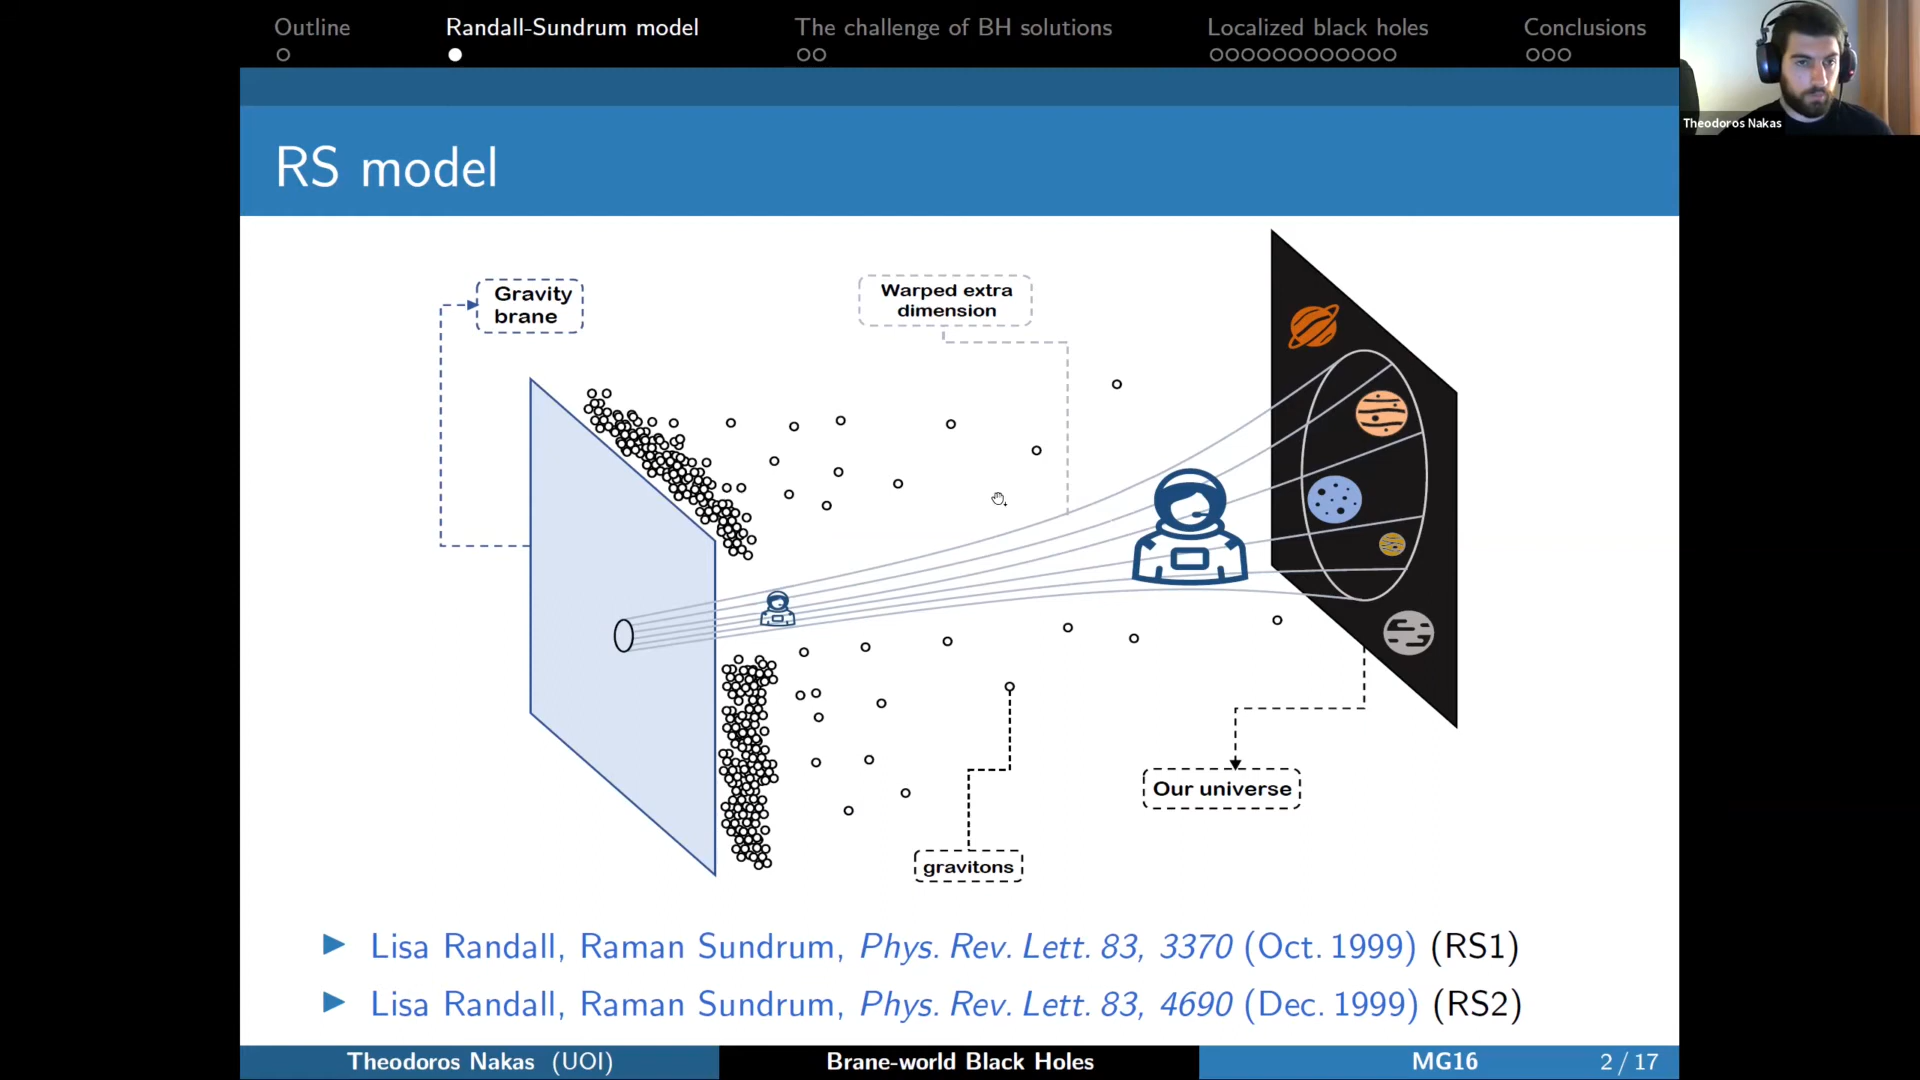 Outline
Randall-Sundrum model
The challenge of BH solutions
Localized black holes
Conclusions
Theodoros Nakas
RS model
Gravity
brane
Warped extra
dimension
Our universe
gravitons
Lisa Randall, Raman Sundrum, Phys. Rev. Lett. 83, 3370 (Oct. 1999) (RS1)
Lisa Randall, Raman Sundrum, Phys. Rev. Lett. 83, 4690 (Dec. 1999) (RS2)
Theodoros Nakas (UOI)
Brane-world Black Holes
MG16
2 / 17